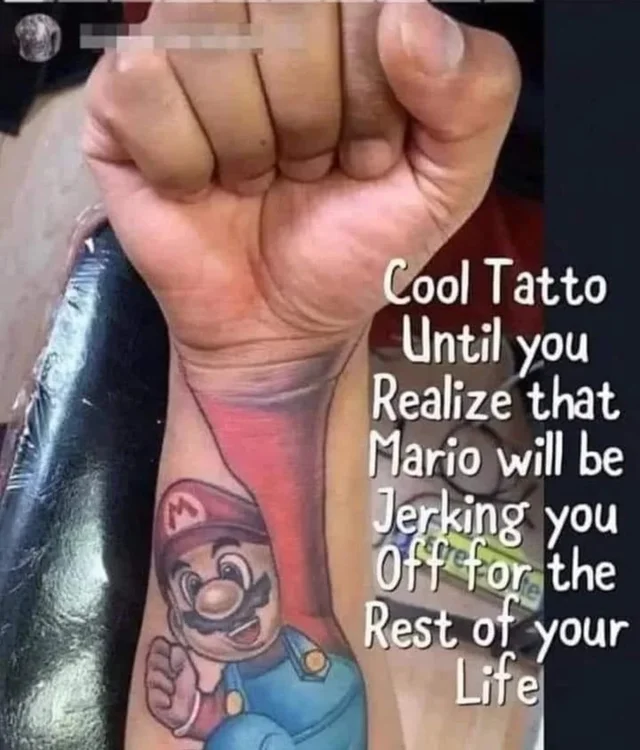 Cool Tatto
Until you
Realize that
Mario will be
Jerking you
Off for the
Rest of your
Life
M